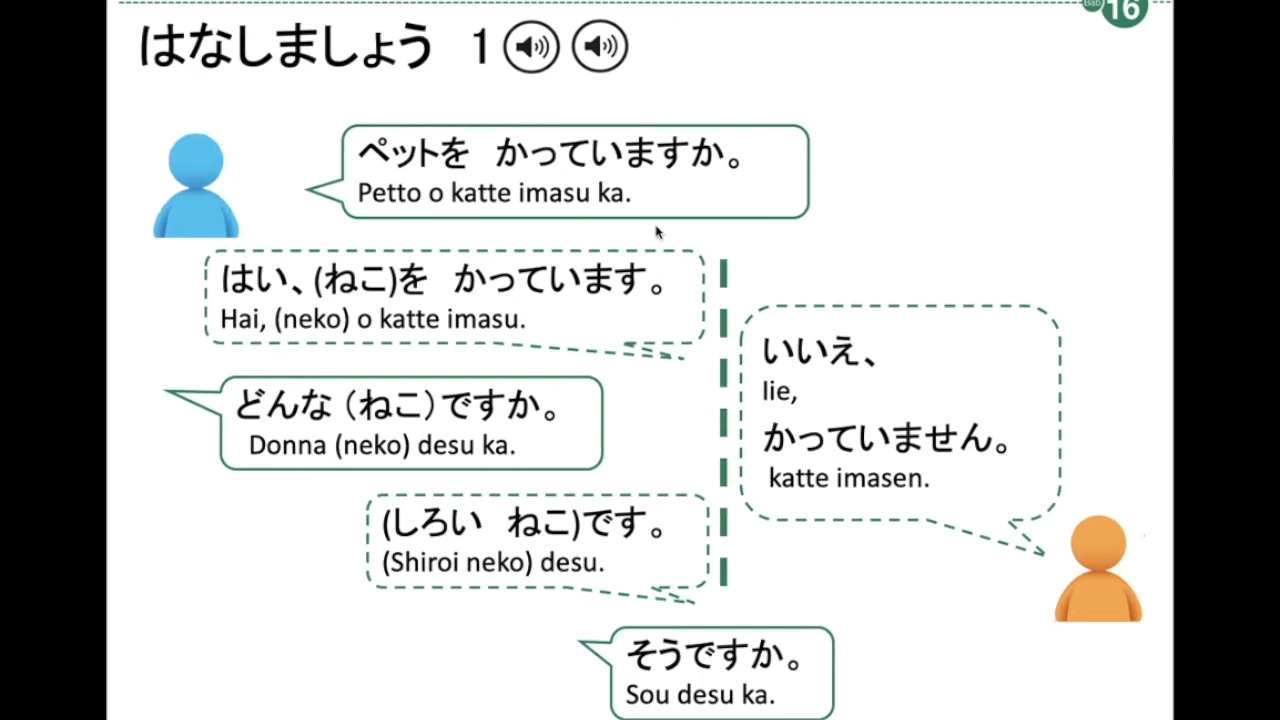 Bab 16
はなしましょう 1
ペットを かっていますか。
Petto o katte imasu ka.
はい、(ねこ)を かっています。
Hai, (neko) o katte imasu.
いいえ、
Iie,
かっていません。
katte imasen.
どんな（ねこ）ですか。
Donna (neko) desu ka.
(しろい ねこ)です。
(Shiroi neko) desu.
そうですか。
Sou desu ka.